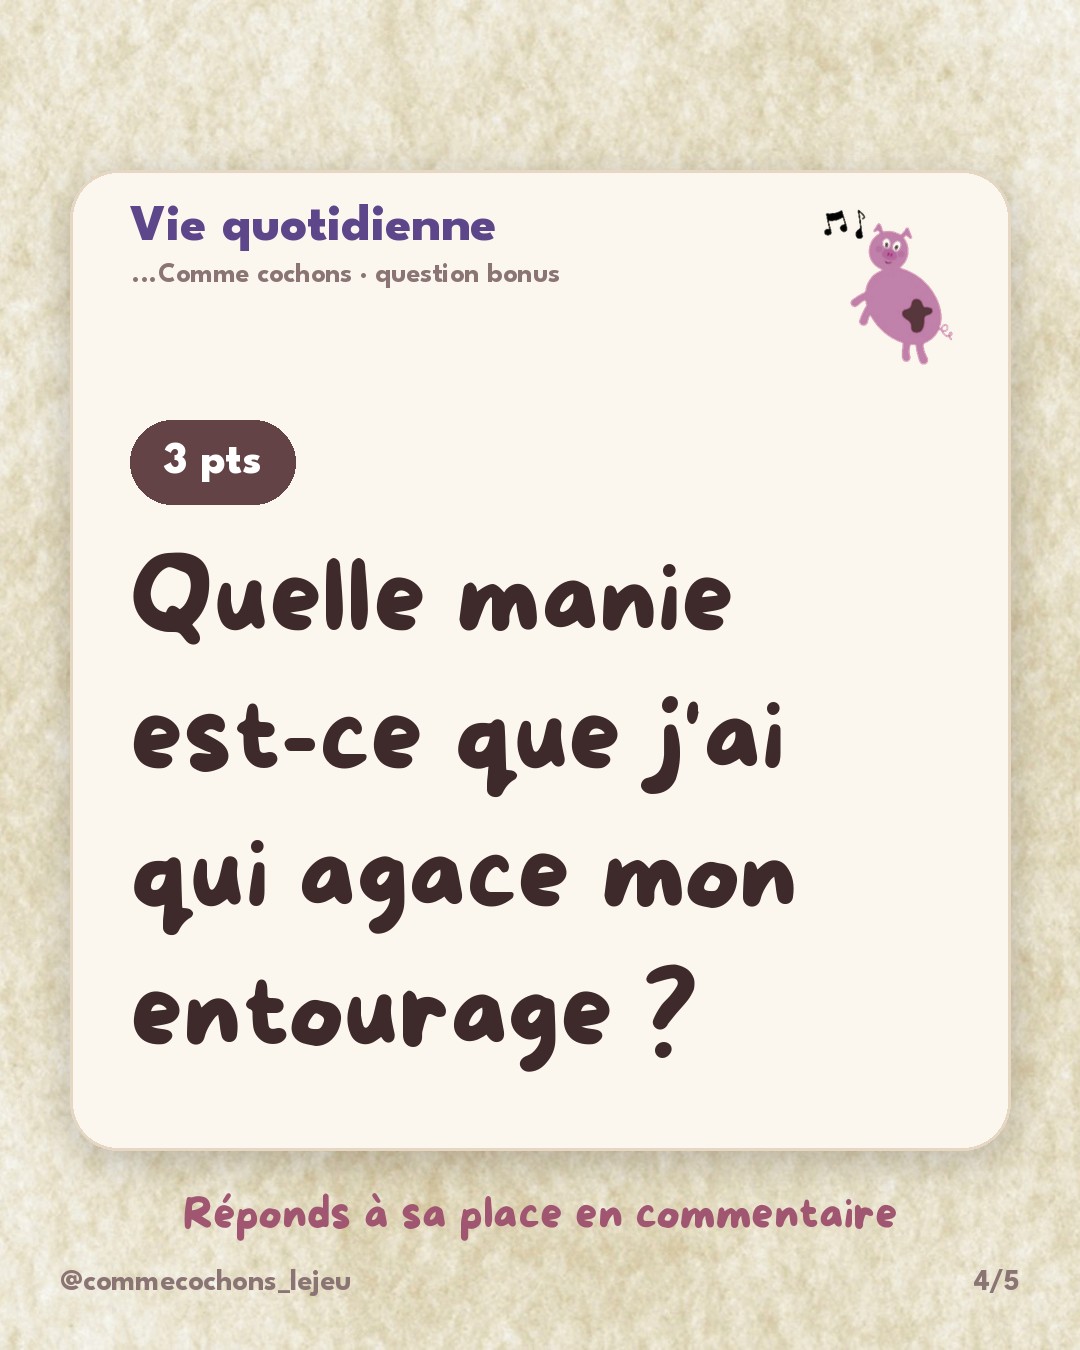 Vie quotidienne
...Comme cochons · question bonus
3 pts
Quelle manie
est-ce que j'ai
qui agace mon
entourage ?
Réponds à sa place en commentaire
@commecochons_lejeu
4/5